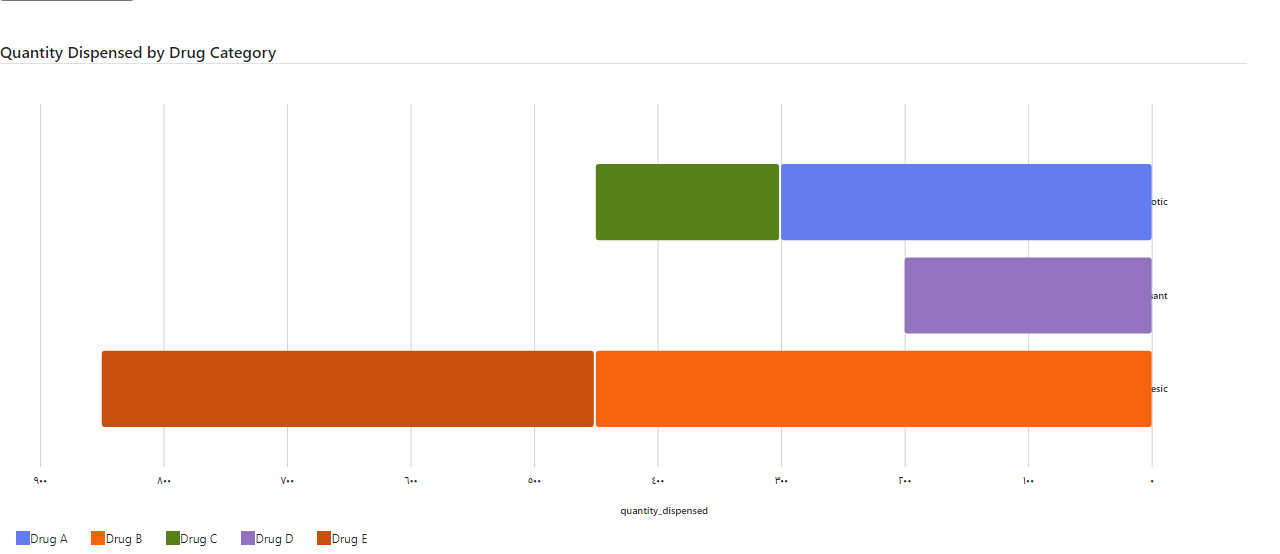 Quantity Dispensed by Drug Category
otic
sant
esic
٩٠٠ ٨٠٠ ٧٠٠ ٦٠٠ ٥٠٠ ٤٠٠ ٣٠٠ ٢٠٠ ١٠٠ ٠
quantity_dispensed
Drug A Drug B Drug C Drug D Drug E